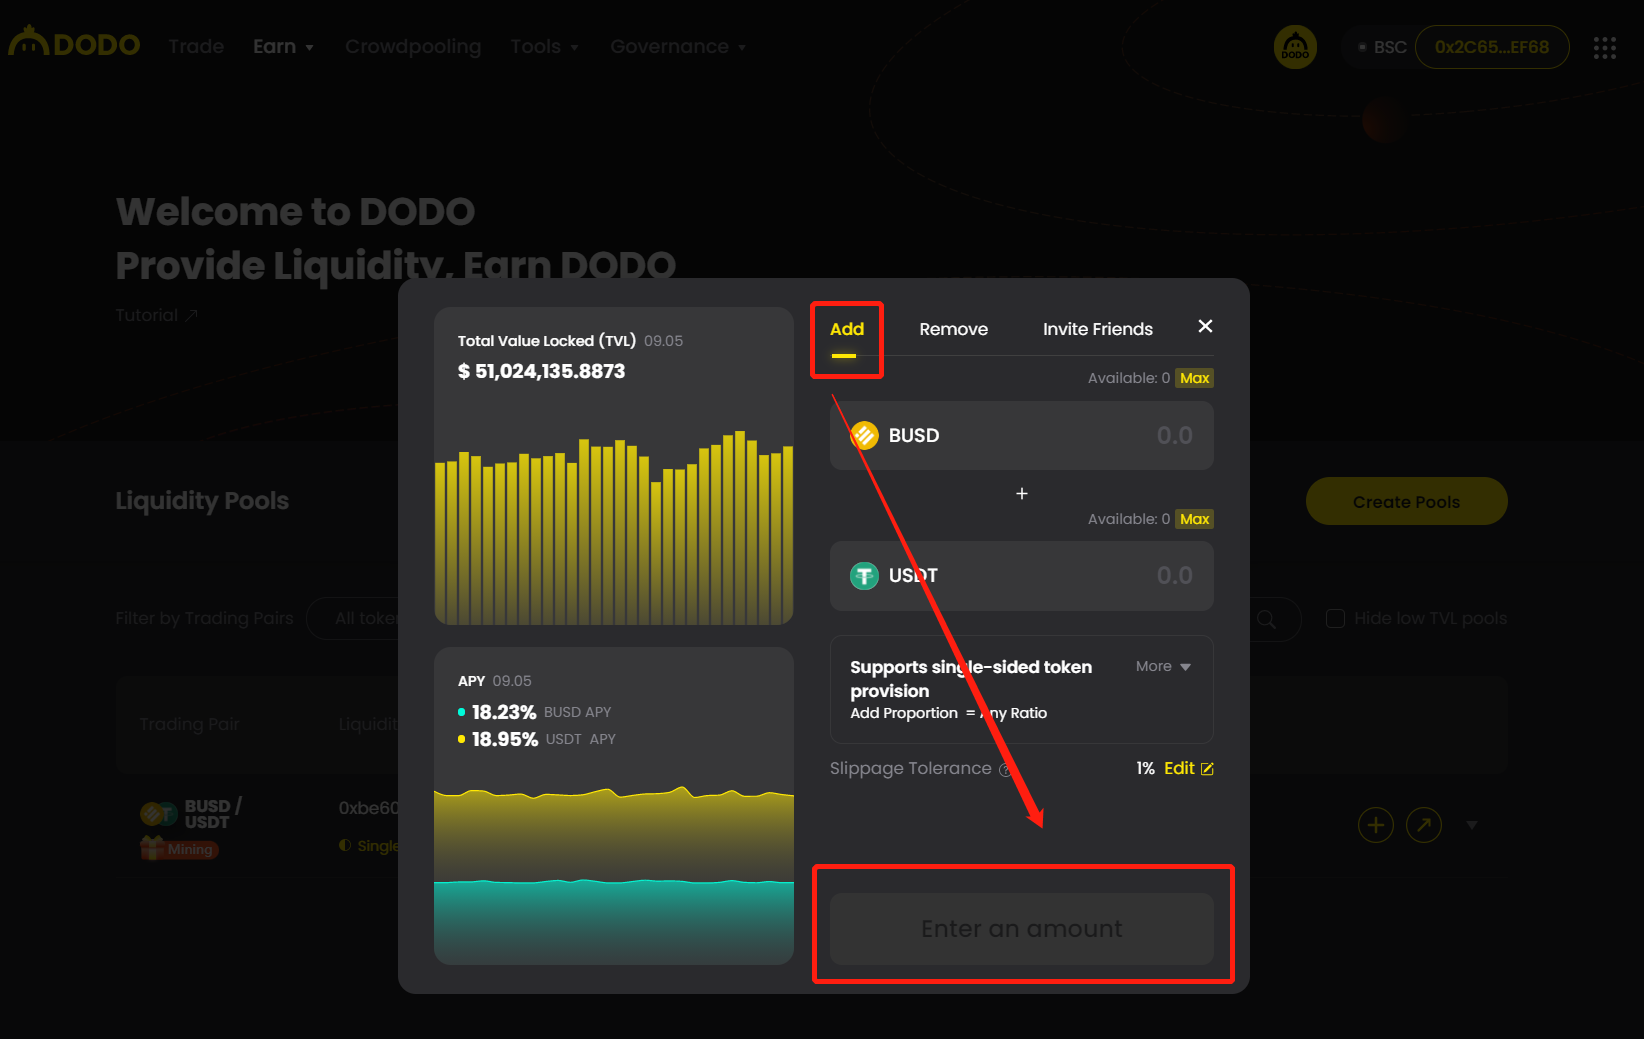 DODO Trade Earn Crowdpooling Tools Governance DODO BSC 0x2C65...EF68
Welcome to DODO
Provide Liquidity, Earn DODO
Tutorial
Total Value Locked (TVL) 09.05
$ 51,024,135.8873
APY 09.05
18.23% BUSD APY
18.95% USDT APY
Add Remove Invite Friends
Available: 0 Max
BUSD 0.0
+
Available: 0 Max
USDT 0.0
Supports single-sided token
provision
More
Add Proportion = Any Ratio
Slippage Tolerance ? 1% Edit
Enter an amount
Liquidity Pools
Create Pools
Filter by Trading Pairs
Hide low TVL pools
Trading Pair
BUSD /
USDT
0xbe60
Mining
Single